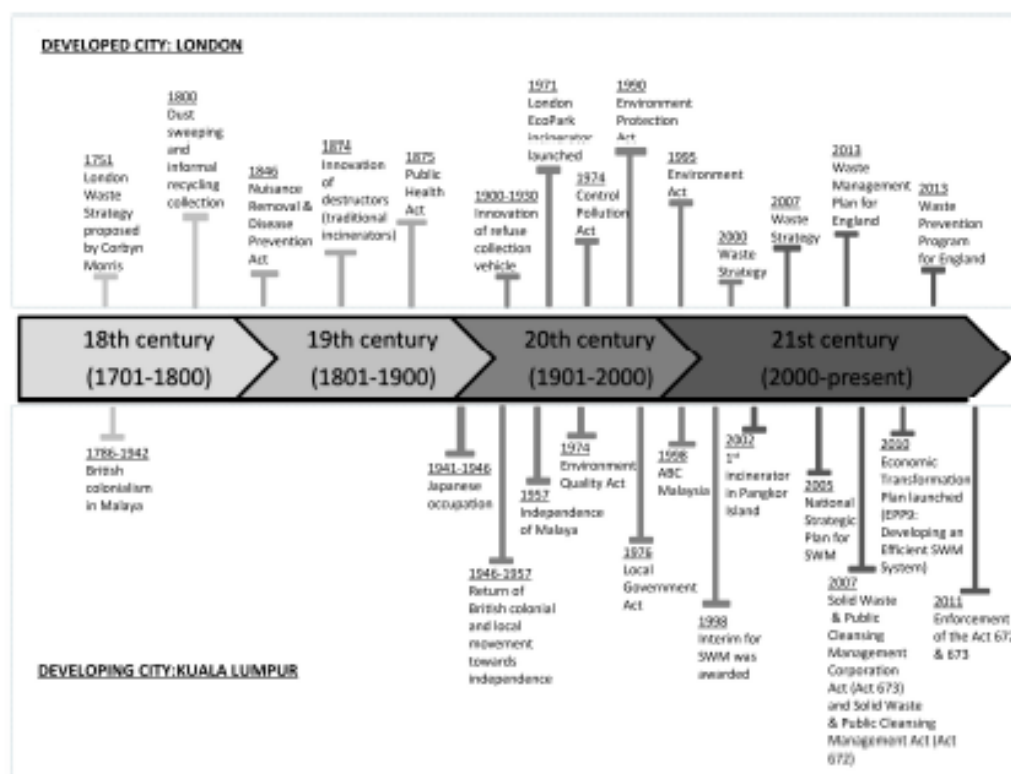 DEVELOPED CITY: LONDON
1751
London
Waste
Strategy
proposed
by Corbyn
Morris
1800
Dust
sweeping
and
informal
recycling
collection
1846
Nuisance
Removal &
Disease
Prevention
Act
1874
Innovation
of
destructors
(traditional
incinerators)
1875
Public
Health
Act
1900-1930
Innovation
of refuse
collection
vehicle
1971
London
EcoPark
incinerator
launched
1974
Control
Pollution
Act
1990
Environment
Protection
Act
1995
Environment
Act
2000
Waste
Strategy
2007
Waste
Strategy
2013
Waste
Management
Plan for
England
2013
Waste
Prevention
Program
for England
18th century
(1701-1800)
19th century
(1801-1900)
20th century
(1901-2000)
21st century
(2000-present)
1786-1942
British
colonialism
in Malaya
1941-1946
Japanese
occupation
1946-1957
Return of
British colonial
and local
movement
towards
independence
1957
Independence
of Malaya
1974
Environment
Quality Act
1976
Local
Government
Act
1998
ABC
Malaysia
1998
Interim for
SWM was
awarded
2002
1st
incinerator
in Pangkor
Island
2005
National
Strategic
Plan for
SWM
2007
Solid Waste
& Public
Cleansing
Management
Corporation
Act (Act 673)
and Solid Waste
& Public Cleansing
Management Act (Act
672)
2010
Economic
Transformation
Plan launched
(EPP9:
Developing an
Efficient SWM
System)
2011
Enforcement
of the Act 672
& 673
DEVELOPING CITY:KUALA LUMPUR